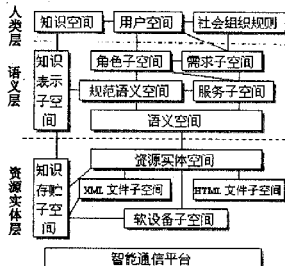 人类层
知识空间
用户空间
社会组织规则
语义层
知识表示子空间
角色子空间
需求子空间
规范语义空间
服务子空间
语义空间
资源实体层
知识存贮子空间
资源实体空间
XML 文件子空间
HTML 文件子空间
软设备子空间
智能通信平台